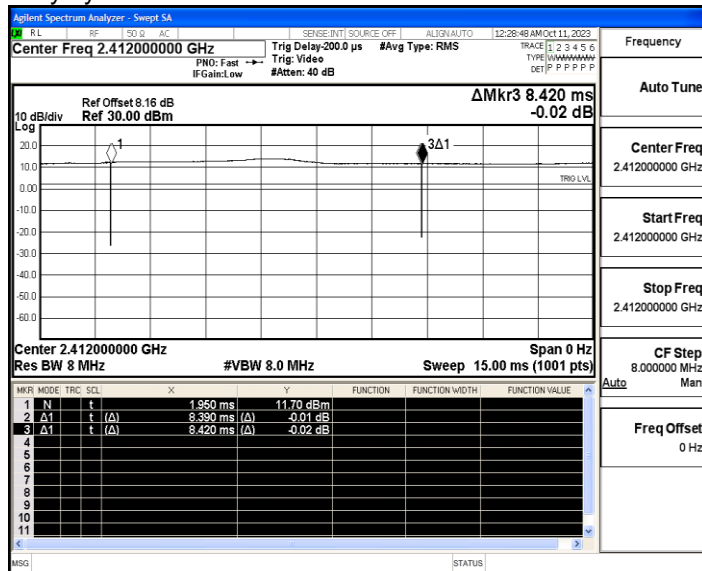 Agilent Spectrum Analyzer - Swept SA
RL RF 50 Ω AC SENSE:INT SOURCE OFF ALIGNAUTO 12:28:48 AM Oct 11, 2023
Center Freq 2.412000000 GHz
PNO: Fast
IFGain:Low
Trig Delay-200.0 µs
Trig: Video
#Atten: 40 dB
#Avg Type: RMS
TRACE 1 2 3 4 5 6
TYPE WWWWWW
DET P P P P P P
Ref Offset 8.16 dB
Ref 30.00 dBm
10 dB/div
Log
ΔMkr3 8.420 ms
-0.02 dB
20.0
10.0
0.00
-10.0
-20.0
-30.0
-40.0
-50.0
-60.0
1
3Δ1
TRIG LVL
Center 2.412000000 GHz Span 0 Hz
Res BW 8 MHz #VBW 8.0 MHz Sweep 15.00 ms (1001 pts)
MKR MODE TRC SCL X Y FUNCTION FUNCTION WIDTH FUNCTION VALUE
1 N t 1.950 ms 11.70 dBm
2 Δ1 t (Δ) 8.390 ms (Δ) -0.01 dB
3 Δ1 t (Δ) 8.420 ms (Δ) -0.02 dB
4
5
6
7
8
9
10
11
MSG STATUS
Frequency
Auto Tune
Center Freq
2.412000000 GHz
Start Freq
2.412000000 GHz
Stop Freq
2.412000000 GHz
CF Step
8.000000 MHz
Auto Man
Freq Offset
0 Hz